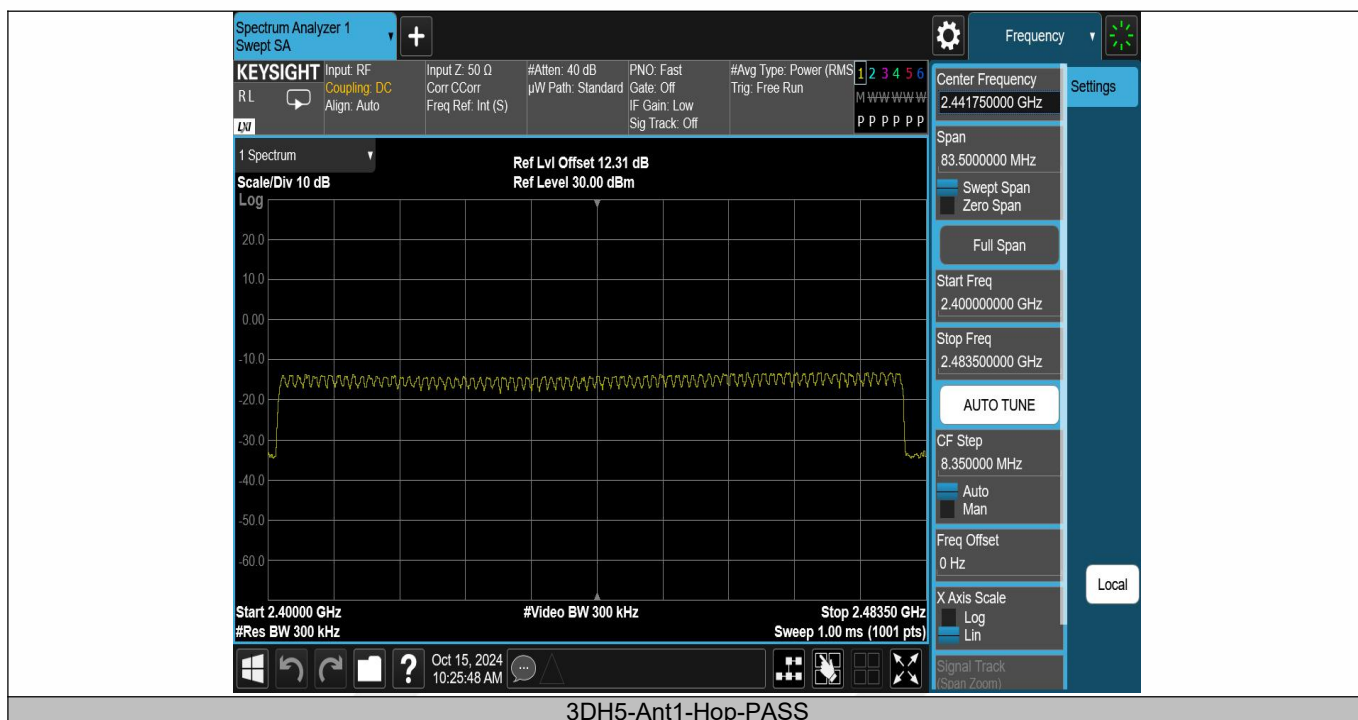 Spectrum Analyzer 1
Swept SA
Frequency
KEYSIGHT
Input: RF
Coupling: DC
Align: Auto
RL
LXI
Input Z: 50 Ω
Corr CCorr
Freq Ref: Int (S)
#Atten: 40 dB
µW Path: Standard
PNO: Fast
Gate: Off
IF Gain: Low
Sig Track: Off
#Avg Type: Power (RMS
Trig: Free Run
1 2 3 4 5 6
M W W W W W
P P P P P P
1 Spectrum
Scale/Div 10 dB
Ref Lvl Offset 12.31 dB
Ref Level 30.00 dBm
Log
20.0
10.0
0.00
-10.0
-20.0
-30.0
-40.0
-50.0
-60.0
Start 2.40000 GHz
#Res BW 300 kHz
#Video BW 300 kHz
Stop 2.48350 GHz
Sweep 1.00 ms (1001 pts)
Center Frequency
2.441750000 GHz
Settings
Span
83.5000000 MHz
Swept Span
Zero Span
Full Span
Start Freq
2.400000000 GHz
Stop Freq
2.483500000 GHz
AUTO TUNE
CF Step
8.350000 MHz
Auto
Man
Freq Offset
0 Hz
X Axis Scale
Log
Lin
Signal Track
(Span Zoom)
Local
?
Oct 15, 2024
10:25:48 AM
3DH5-Ant1-Hop-PASS